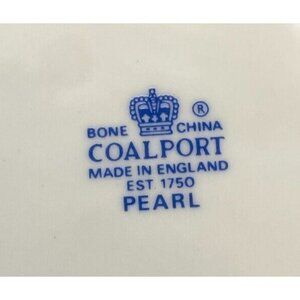 BONE CHINA ®
COALPORT
MADE IN ENGLAND
EST. 1750
PEARL